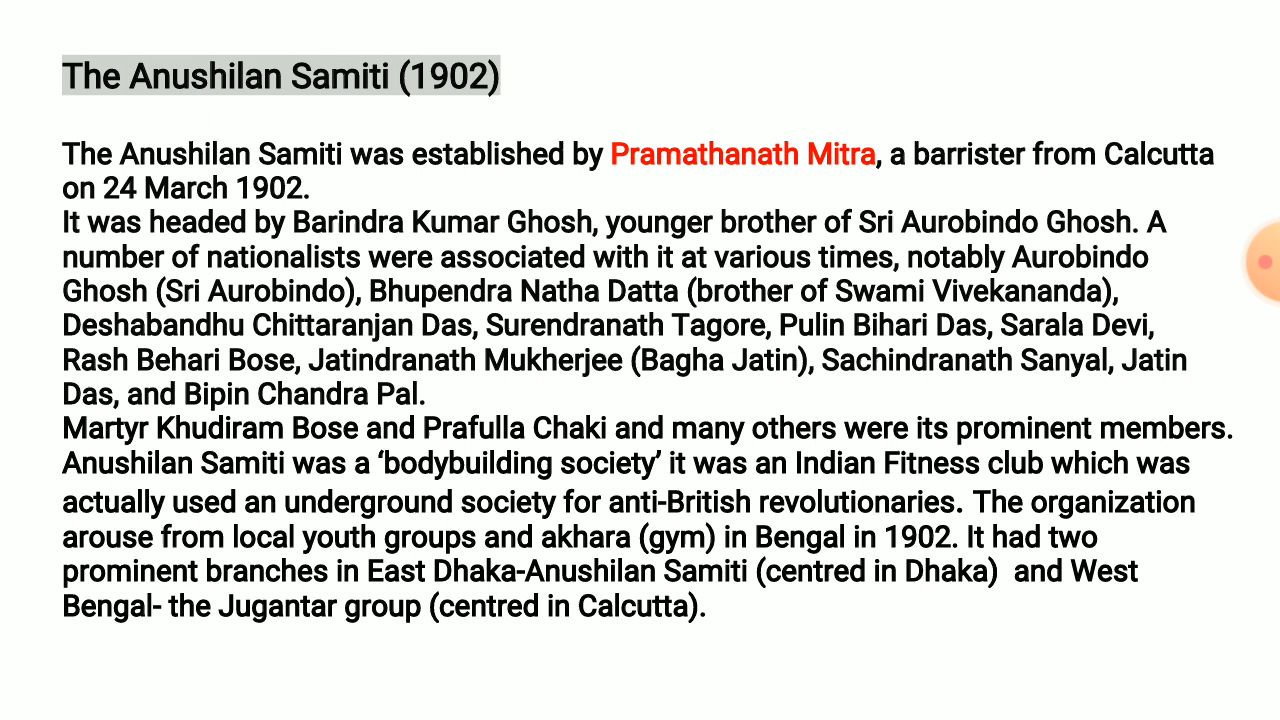 The Anushilan Samiti (1902)
The Anushilan Samiti was established by Pramathanath Mitra, a barrister from Calcutta
on 24 March 1902.
It was headed by Barindra Kumar Ghosh, younger brother of Sri Aurobindo Ghosh. A
number of nationalists were associated with it at various times, notably Aurobindo
Ghosh (Sri Aurobindo), Bhupendra Natha Datta (brother of Swami Vivekananda),
Deshabandhu Chittaranjan Das, Surendranath Tagore, Pulin Bihari Das, Sarala Devi,
Rash Behari Bose, Jatindranath Mukherjee (Bagha Jatin), Sachindranath Sanyal, Jatin
Das, and Bipin Chandra Pal.
Martyr Khudiram Bose and Prafulla Chaki and many others were its prominent members.
Anushilan Samiti was a ‘bodybuilding society’ it was an Indian Fitness club which was
actually used an underground society for anti-British revolutionaries. The organization
arouse from local youth groups and akhara (gym) in Bengal in 1902. It had two
prominent branches in East Dhaka-Anushilan Samiti (centred in Dhaka)  and West
Bengal- the Jugantar group (centred in Calcutta).